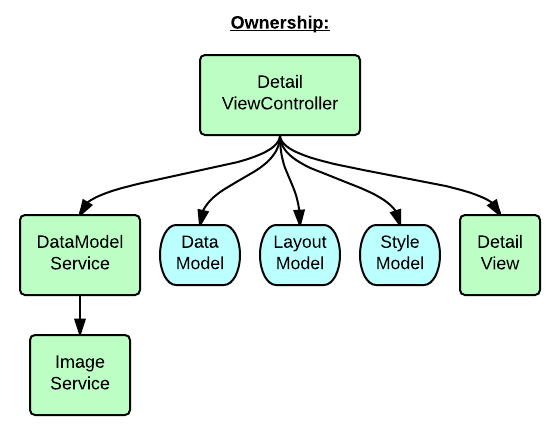 Ownership:
Detail
ViewController
DataModel
Service
Data
Model
Layout
Model
Style
Model
Detail
View
Image
Service